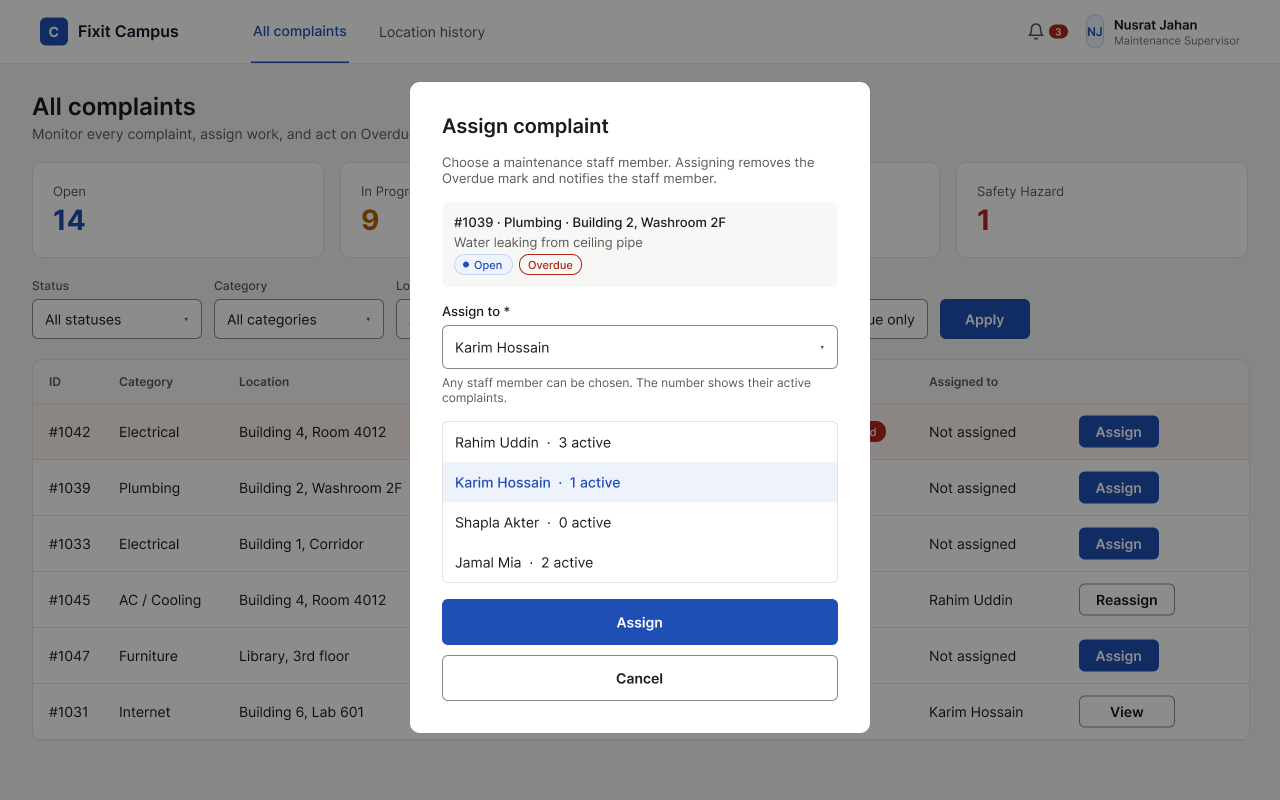 C Fixit Campus All complaints Location history 3 NJ Nusrat Jahan
Maintenance Supervisor
All complaints
Monitor every complaint, assign work, and act on
Open
14
In
9
Safety Hazard
1
Status Category
All statuses All categories only Apply
ID Category Location Assigned to
#1042 Electrical Building 4, Room 4012 Not assigned Assign
#1039 Plumbing Building 2, Washroom 2F Not assigned Assign
#1033 Electrical Building 1, Corridor Not assigned Assign
#1045 AC / Cooling Building 4, Room 4012 Rahim Uddin Reassign
#1047 Furniture Library, 3rd floor Not assigned Assign
#1031 Internet Building 6, Lab 601 Karim Hossain View
Assign complaint
Choose a maintenance staff member. Assigning removes the
Overdue mark and notifies the staff member.
#1039 · Plumbing · Building 2, Washroom 2F
Water leaking from ceiling pipe
Open Overdue
Assign to *
Karim Hossain
Any staff member can be chosen. The number shows their active
complaints.
Rahim Uddin · 3 active
Karim Hossain · 1 active
Shapla Akter · 0 active
Jamal Mia · 2 active
Assign
Cancel